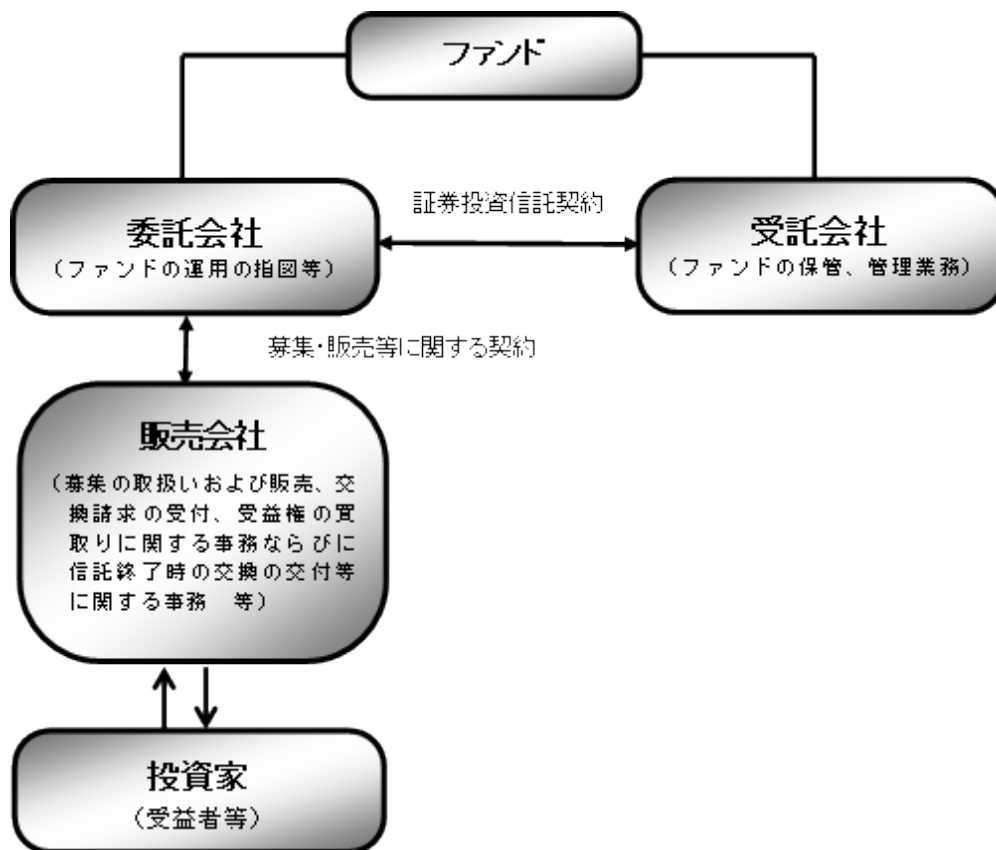 ファンド
証券投資信託契約
委託会社
(ファンドの運用の指図等)
受託会社
(ファンドの保管、管理業務)
募集・販売等に関する契約
販売会社
(募集の取扱いおよび販売、交
換請求の受付、受益権の買
取りに関する事務ならびに
信託終了時の交換の交付等
に関する事務 等)
投資家
(受益者等)